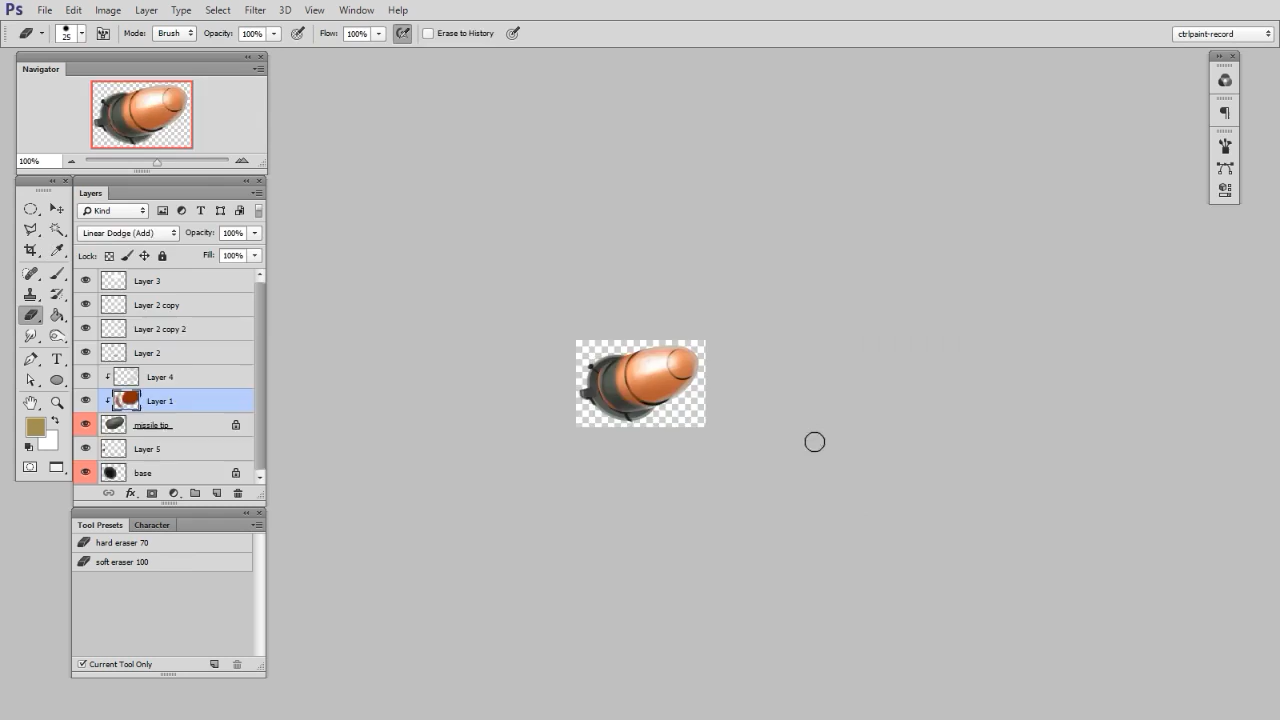 Ps File Edit Image Layer Type Select Filter 3D View Window Help
25 Mode: Brush Opacity: 100% Flow: 100% Erase to History ctrlpaint-record
Navigator
100%
Layers
Kind
Linear Dodge (Add) Opacity: 100%
Lock: Fill: 100%
Layer 3
Layer 2 copy
Layer 2 copy 2
Layer 2
Layer 4
Layer 1
missile tip
Layer 5
base
fx
Tool Presets Character
hard eraser 70
soft eraser 100
Current Tool Only